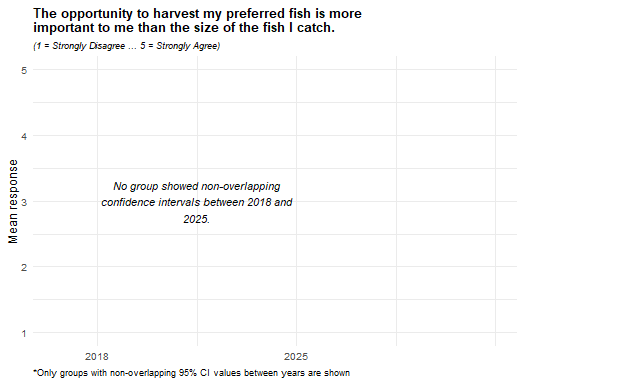 The opportunity to harvest my preferred fish is more
important to me than the size of the fish I catch.
(1 = Strongly Disagree ... 5 = Strongly Agree)
5
4
3
2
1
Mean response
No group showed non-overlapping
confidence intervals between 2018 and
2025.
2018
2025
*Only groups with non-overlapping 95% CI values between years are shown